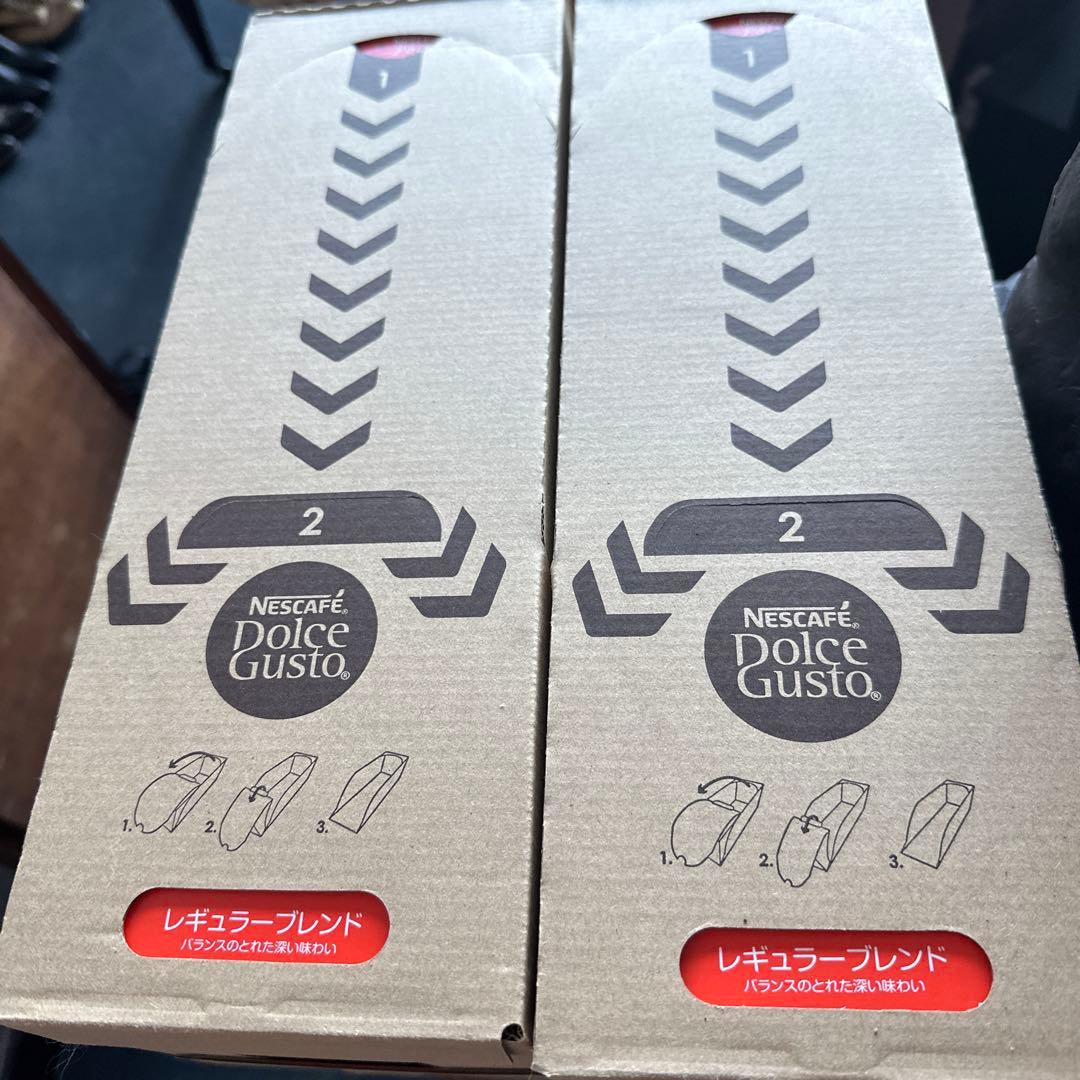 1
2
NESCAFÉ®
Dolce
Gusto®
1.
2.
3.
レギュラーブレンド
バランスのとれた深い味わい
1
2
NESCAFÉ®
Dolce
Gusto®
1.
2.
3.
レギュラーブレンド
バランスのとれた深い味わい